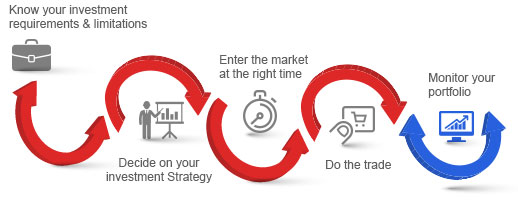 Know your investment
requirements & limitations
Decide on your
investment Strategy
Enter the market
at the right time
Do the trade
Monitor your
portfolio